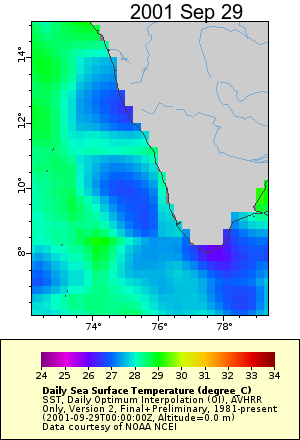 2001 Sep 29
14°
12°
10°
8°
74° 76° 78°
24 25 26 27 28 29 30 31 32 33 34
Daily Sea Surface Temperature (degree_C)
SST, Daily Optimum Interpolation (OI), AVHRR
Only, Version 2, Final+Preliminary, 1981-present
(2001-09-29T00:00:00Z, Altitude=0.0 m)
Data courtesy of NOAA NCEI